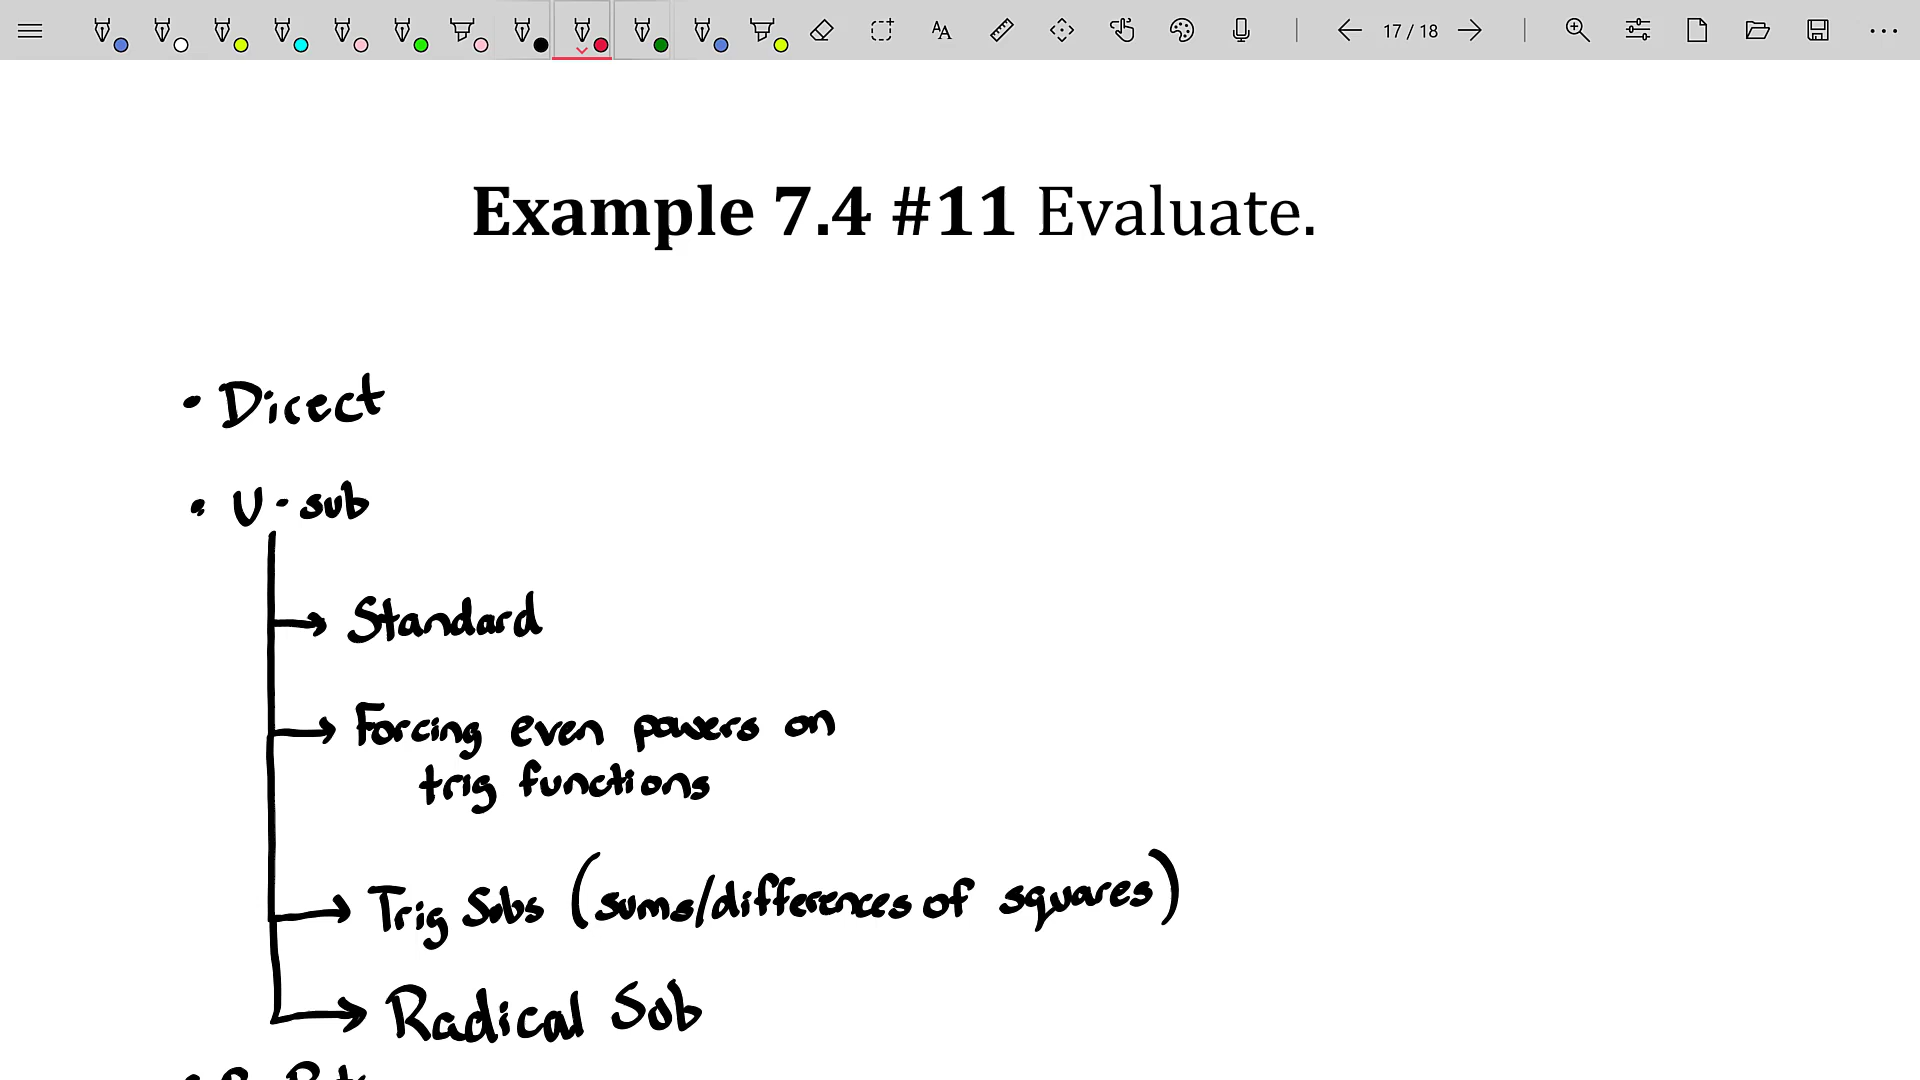 17 / 18
Example 7.4 #11 Evaluate.
• Direct
• U-sub
→ Standard
→ Forcing even powers on
trig functions
→ Trig Subs (sums/differences of squares)
→ Radical Sub